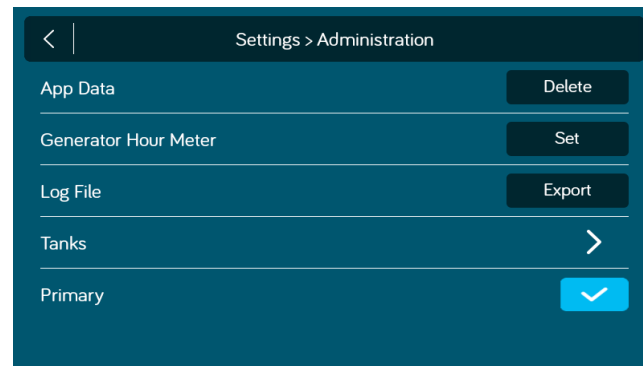 Settings > Administration
App Data Delete
Generator Hour Meter Set
Log File Export
Tanks
Primary